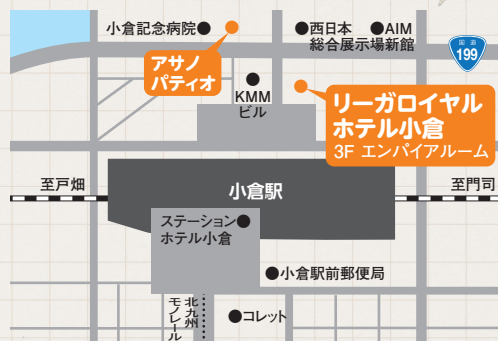 小倉記念病院●
●西日本
総合展示場新館
●AIM
国道
199
アサノ
パティオ
KMM
ビル
リーガロイヤル
ホテル小倉
3F エンパイアルーム
至戸畑
小倉駅
至門司
ステーション●
ホテル小倉
●小倉駅前郵便局
北九州
モノレール
●コレット